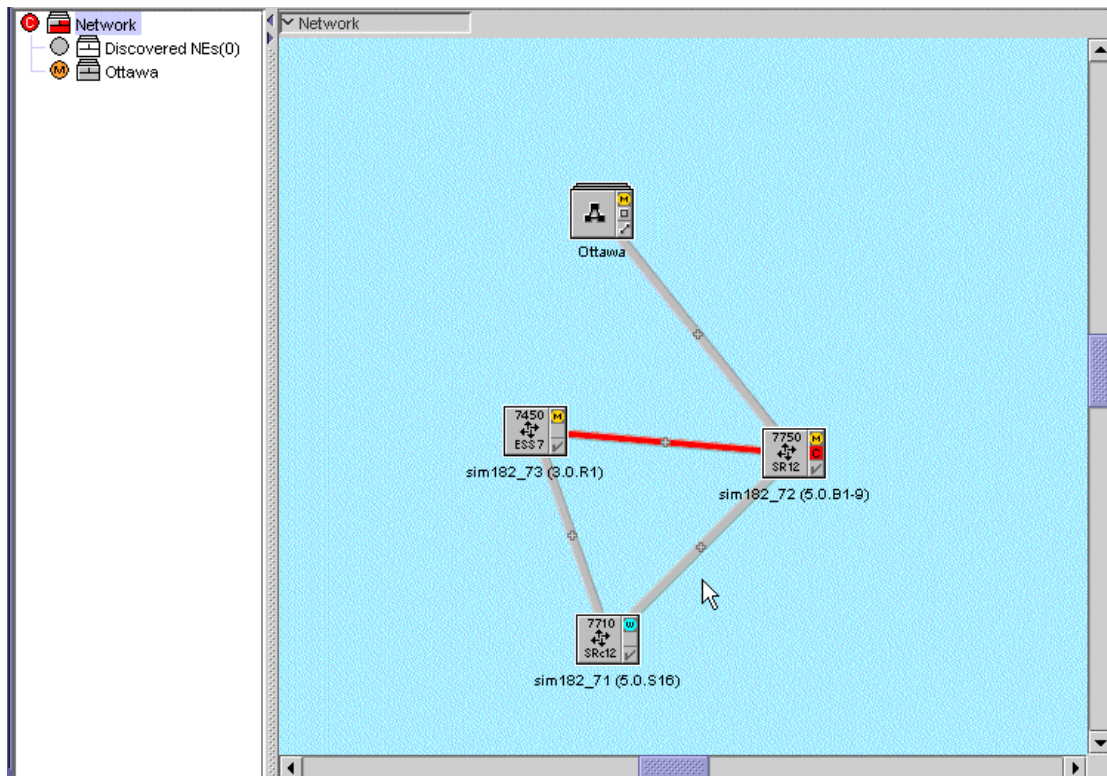 C Network
Discovered NEs(0)
M Ottawa
Network
M
Ottawa
7450 M
ESS 7
sim182_73 (3.0.R1)
7750 M
C
SR12
sim182_72 (5.0.B1-9)
7710 W
SRc12
sim182_71 (5.0.S16)